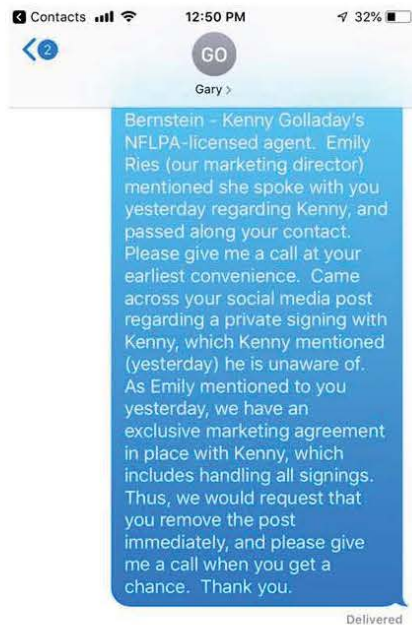 Contacts
12:50 PM
32%
2
GO
Gary >
Bernstein - Kenny Golladay's
NFLPA-licensed agent.  Emily
Ries (our marketing director)
mentioned she spoke with you
yesterday regarding Kenny, and
passed along your contact.
Please give me a call at your
earliest convenience.  Came
across your social media post
regarding a private signing with
Kenny, which Kenny mentioned
(yesterday) he is unaware of.
As Emily mentioned to you
yesterday, we have an
exclusive marketing agreement
in place with Kenny, which
includes handling all signings.
Thus, we would request that
you remove the post
immediately, and please give
me a call when you get a
chance.  Thank you.
Delivered